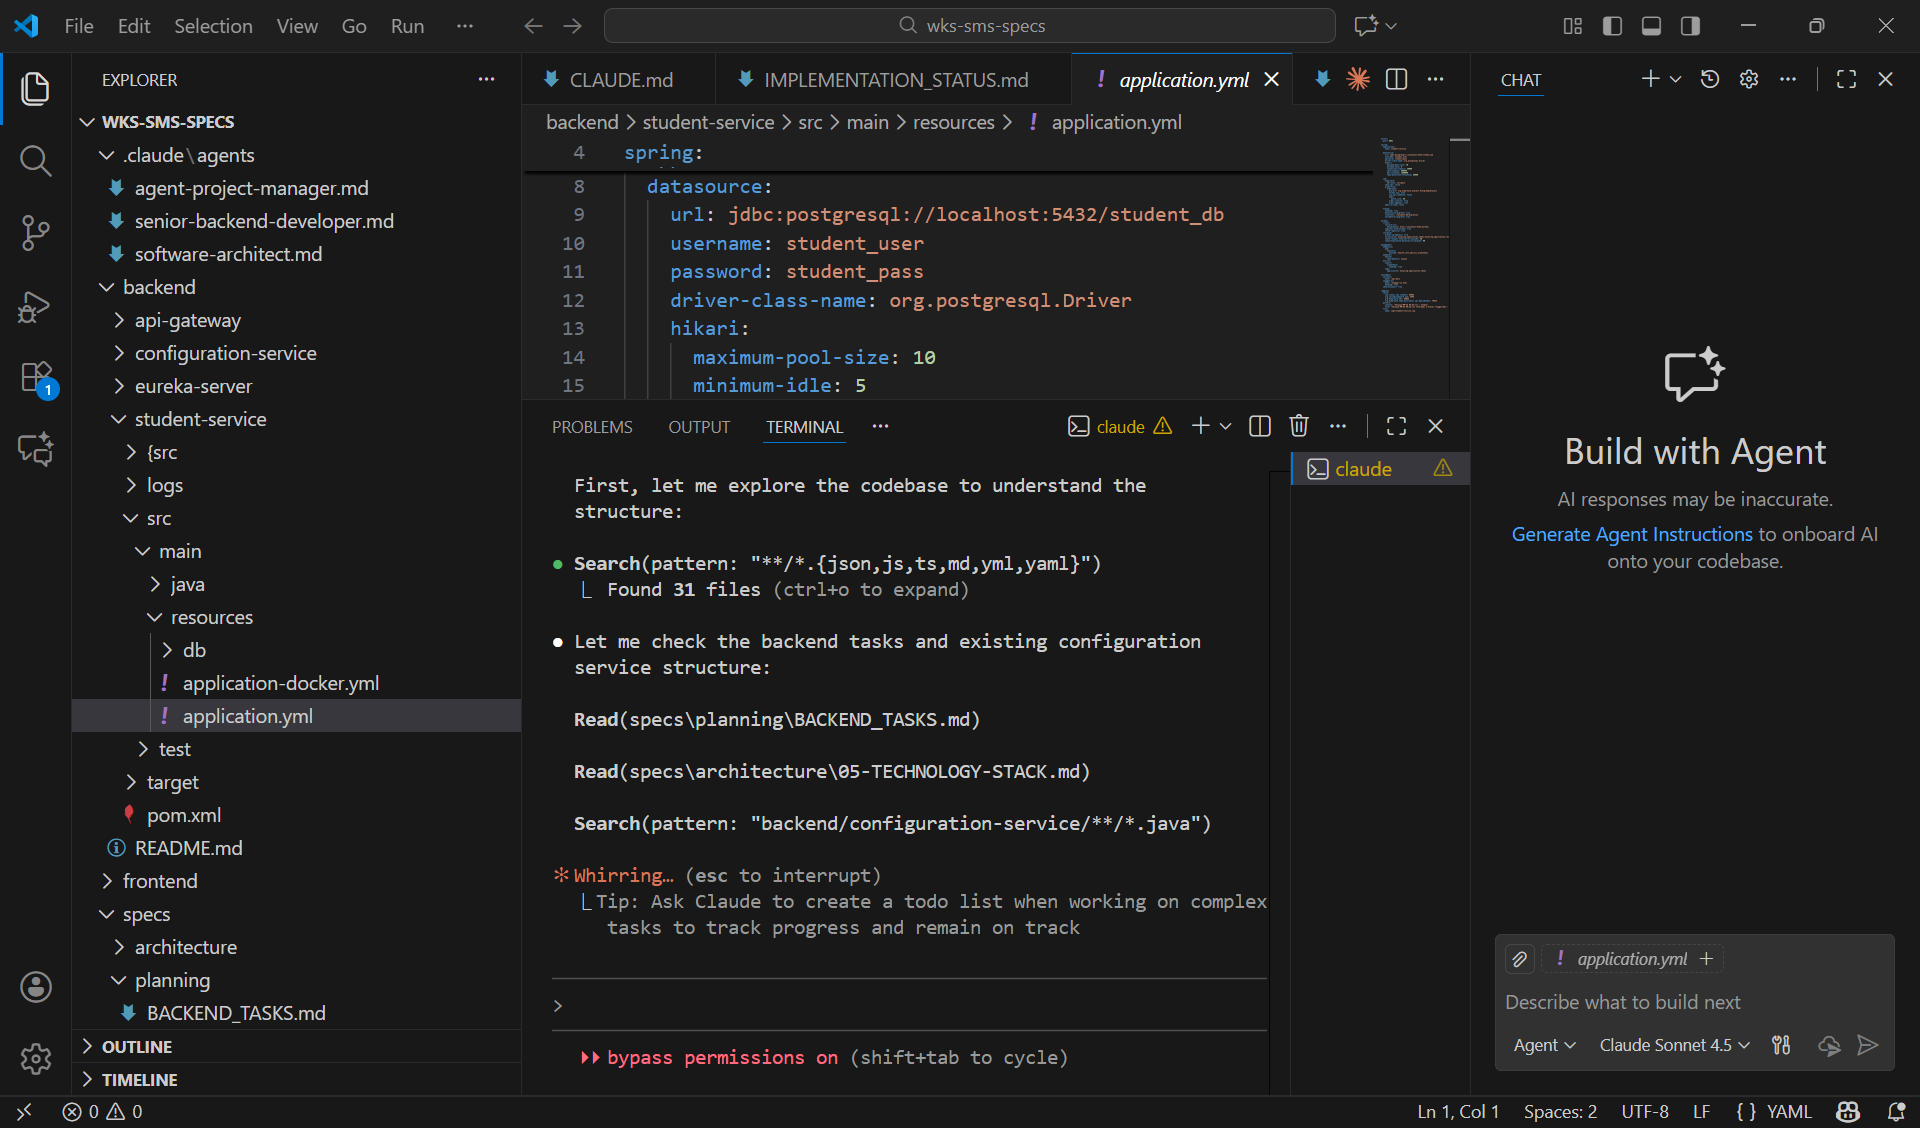 File Edit Selection View Go Run ···
wks-sms-specs
EXPLORER
WKS-SMS-SPECS
.claude\agents
agent-project-manager.md
senior-backend-developer.md
software-architect.md
backend
api-gateway
configuration-service
eureka-server
student-service
{src
logs
src
main
java
resources
db
application-docker.yml
application.yml
test
target
pom.xml
README.md
frontend
specs
architecture
planning
BACKEND_TASKS.md
OUTLINE
TIMELINE
1
CLAUDE.md
IMPLEMENTATION_STATUS.md
! application.yml
backend > student-service > src > main > resources > ! application.yml
4 spring:
8 datasource:
9 url: jdbc:postgresql://localhost:5432/student_db
10 username: student_user
11 password: student_pass
12 driver-class-name: org.postgresql.Driver
13 hikari:
14 maximum-pool-size: 10
15 minimum-idle: 5
PROBLEMS OUTPUT TERMINAL ···
claude
claude
First, let me explore the codebase to understand the
structure:
● Search(pattern: "**/*.{json,js,ts,md,yml,yaml}")
⎿ Found 31 files (ctrl+o to expand)
● Let me check the backend tasks and existing configuration
service structure:
Read(specs\planning\BACKEND_TASKS.md)
Read(specs\architecture\05-TECHNOLOGY-STACK.md)
Search(pattern: "backend/configuration-service/**/*.java")
✻ Whirring… (esc to interrupt)
⎿ Tip: Ask Claude to create a todo list when working on complex
tasks to track progress and remain on track
>
⏵⏵ bypass permissions on (shift+tab to cycle)
CHAT
Build with Agent
AI responses may be inaccurate.
Generate Agent Instructions to onboard AI
onto your codebase.
! application.yml +
Describe what to build next
Agent
Claude Sonnet 4.5
0 0
Ln 1, Col 1
Spaces: 2
UTF-8
LF
{ } YAML